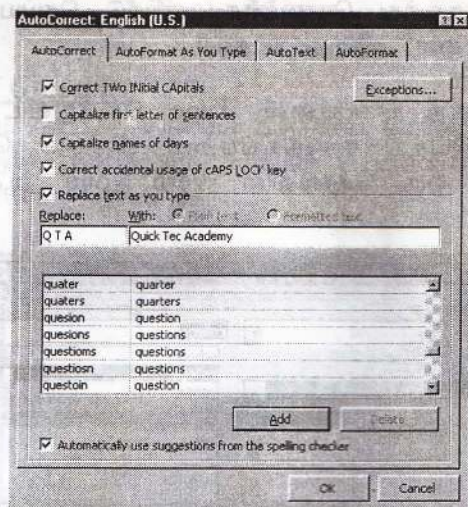 AutoCorrect: English (U.S.)
AutoCorrect AutoFormat As You Type AutoText AutoFormat
Correct TWo INitial CApitals Exceptions...
Capitalize first letter of sentences
Capitalize names of days
Correct accidental usage of cAPS LOCK key
Replace text as you type
Replace: With: Plain text Formatted text
Q T A Quick Tec Academy
quater quarter
quaters quarters
quesion question
quesions questions
questioms questions
questiosn questions
questoin question
Add Delete
Automatically use suggestions from the spelling checker
OK Cancel